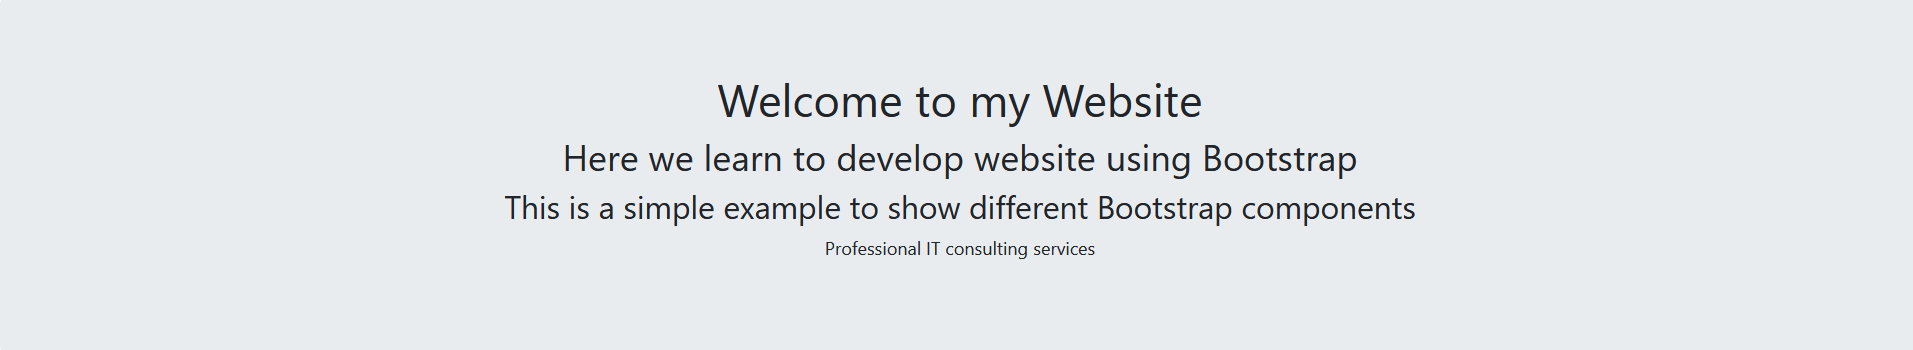 Welcome to my Website
Here we learn to develop website using Bootstrap
This is a simple example to show different Bootstrap components
Professional IT consulting services